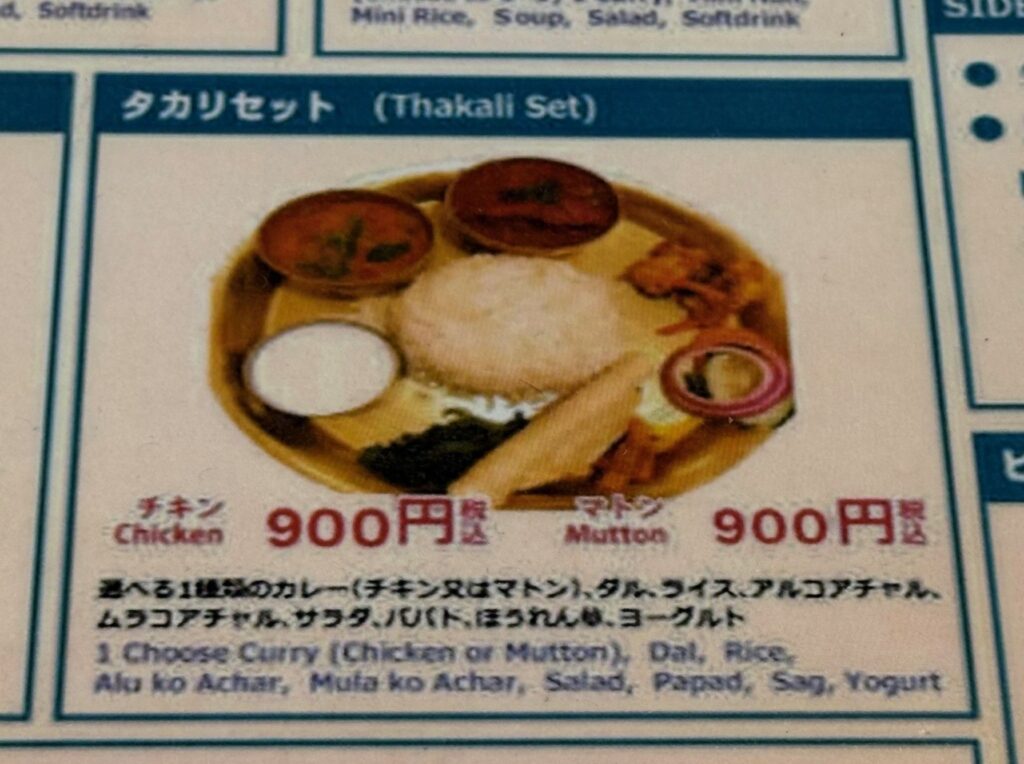 d, Softdrink
Mini Rice, Soup, Salad, Softdrink
SIDE
タカリセット (Thakali Set)
チキン マトン
Chicken 900円税込 Mutton 900円税込
選べる1種類のカレー(チキン又はマトン)、ダル、ライス、アルコアチャル、
ムラコアチャル、サラダ、パパド、ほうれん草、ヨーグルト
1 Choose Curry (Chicken or Mutton), Dal, Rice,
Alu ko Achar, Mula ko Achar, Salad, Papad, Sag, Yogurt